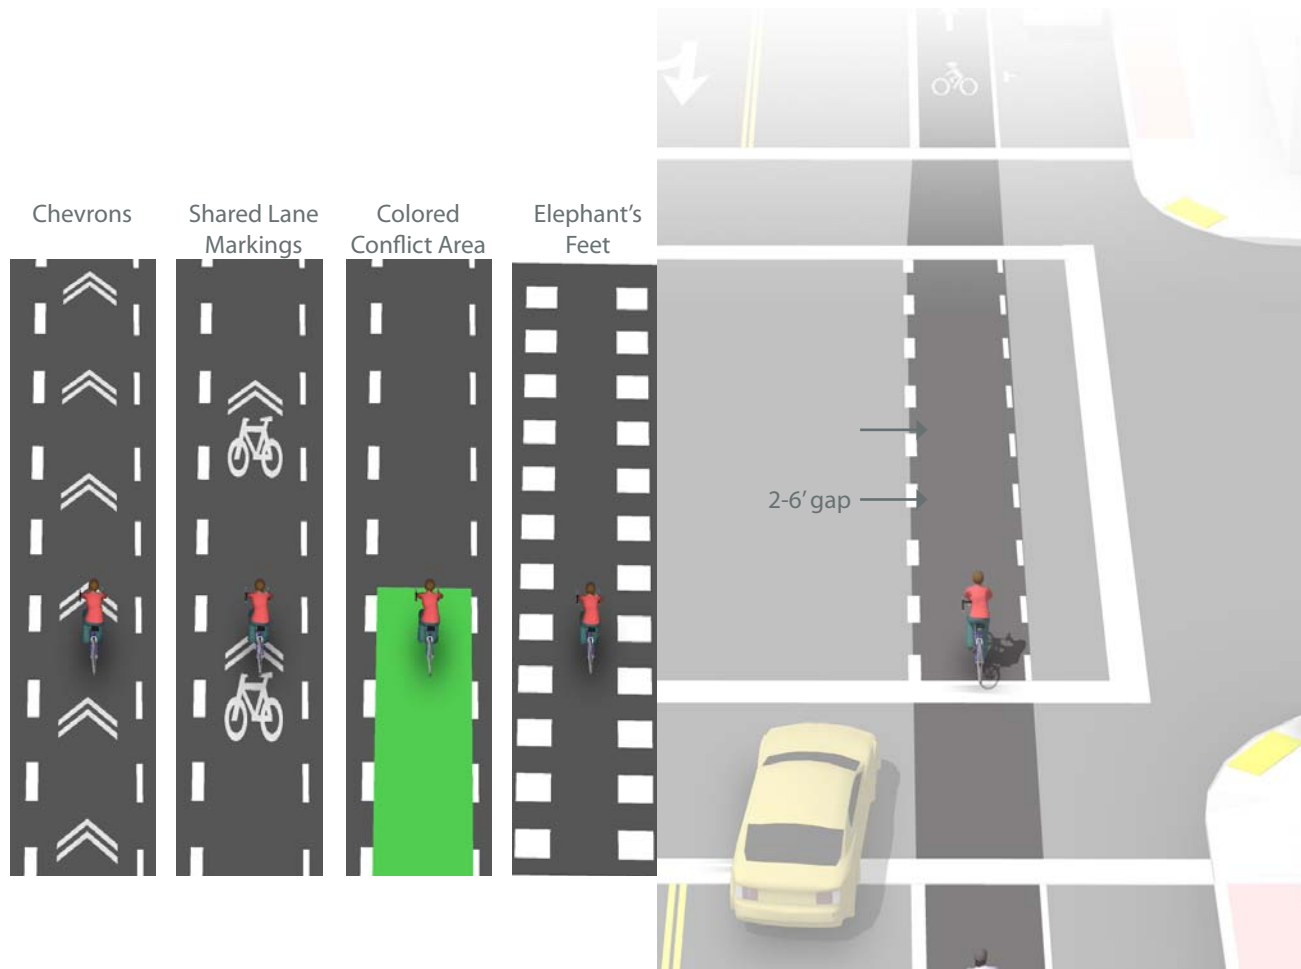 Chevrons
Shared Lane
Markings
Colored
Conflict Area
Elephant’s
Feet
2-6’ gap